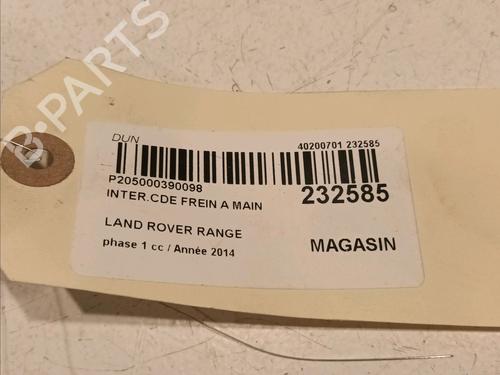 DUN
40200701 232585
P205000390098
INTER.CDE FREIN A MAIN
232585
LAND ROVER RANGE
phase 1 cc / Année 2014
MAGASIN
B-PARTS